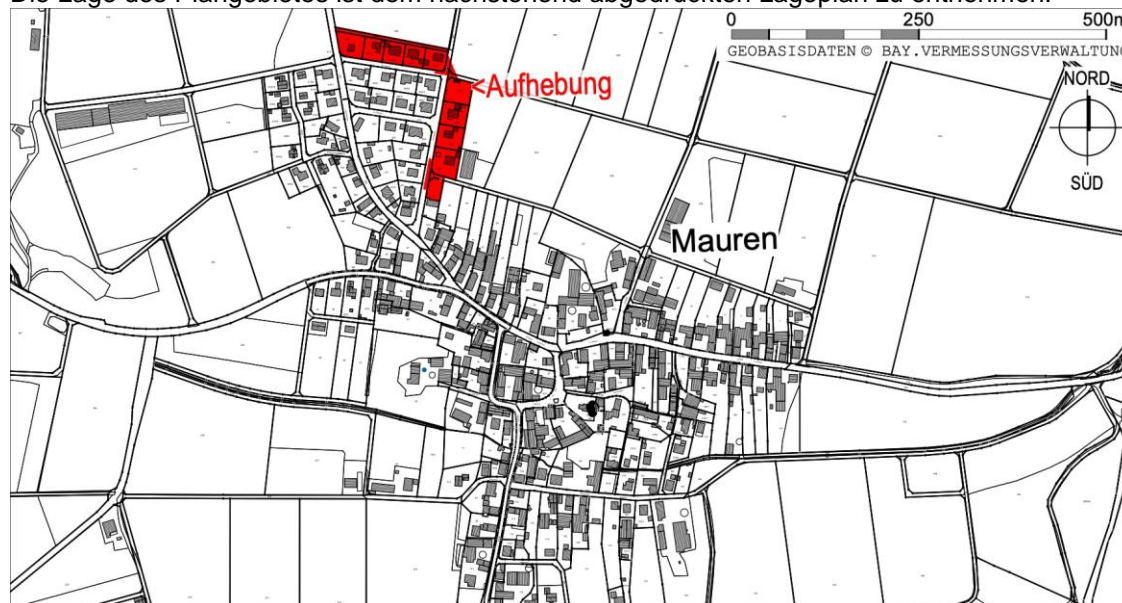 Die Lage des Plangebietes ist dem nachstehend abgedruckten Lageplan zu entnehmen.
0 250 500m
GEOBASISDATEN © BAY.VERMESSUNGSVERWALTUNG
NORD
<Aufhebung
SÜD
Mauren